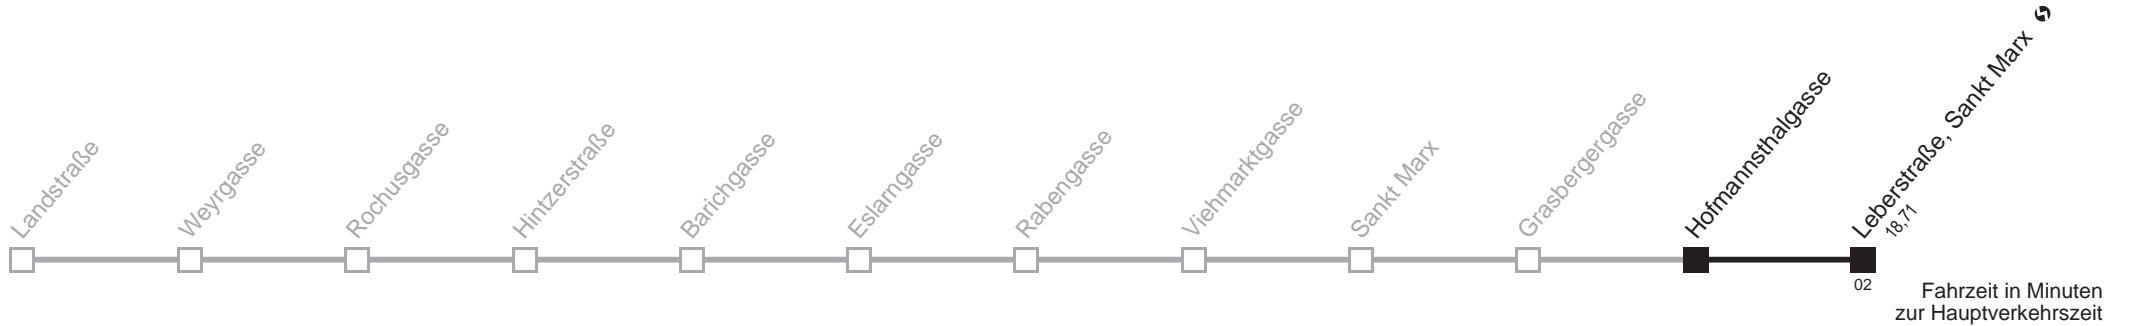 Landstraße
Weyrgasse
Rochusgasse
Hintzerstraße
Barichgasse
Eslarngasse
Rabengasse
Viehmarktgasse
Sankt Marx
Grasbergergasse
Hofmannsthalgasse
Leberstraße, Sankt Marx
18,71
02
Fahrzeit in Minuten
zur Hauptverkehrszeit